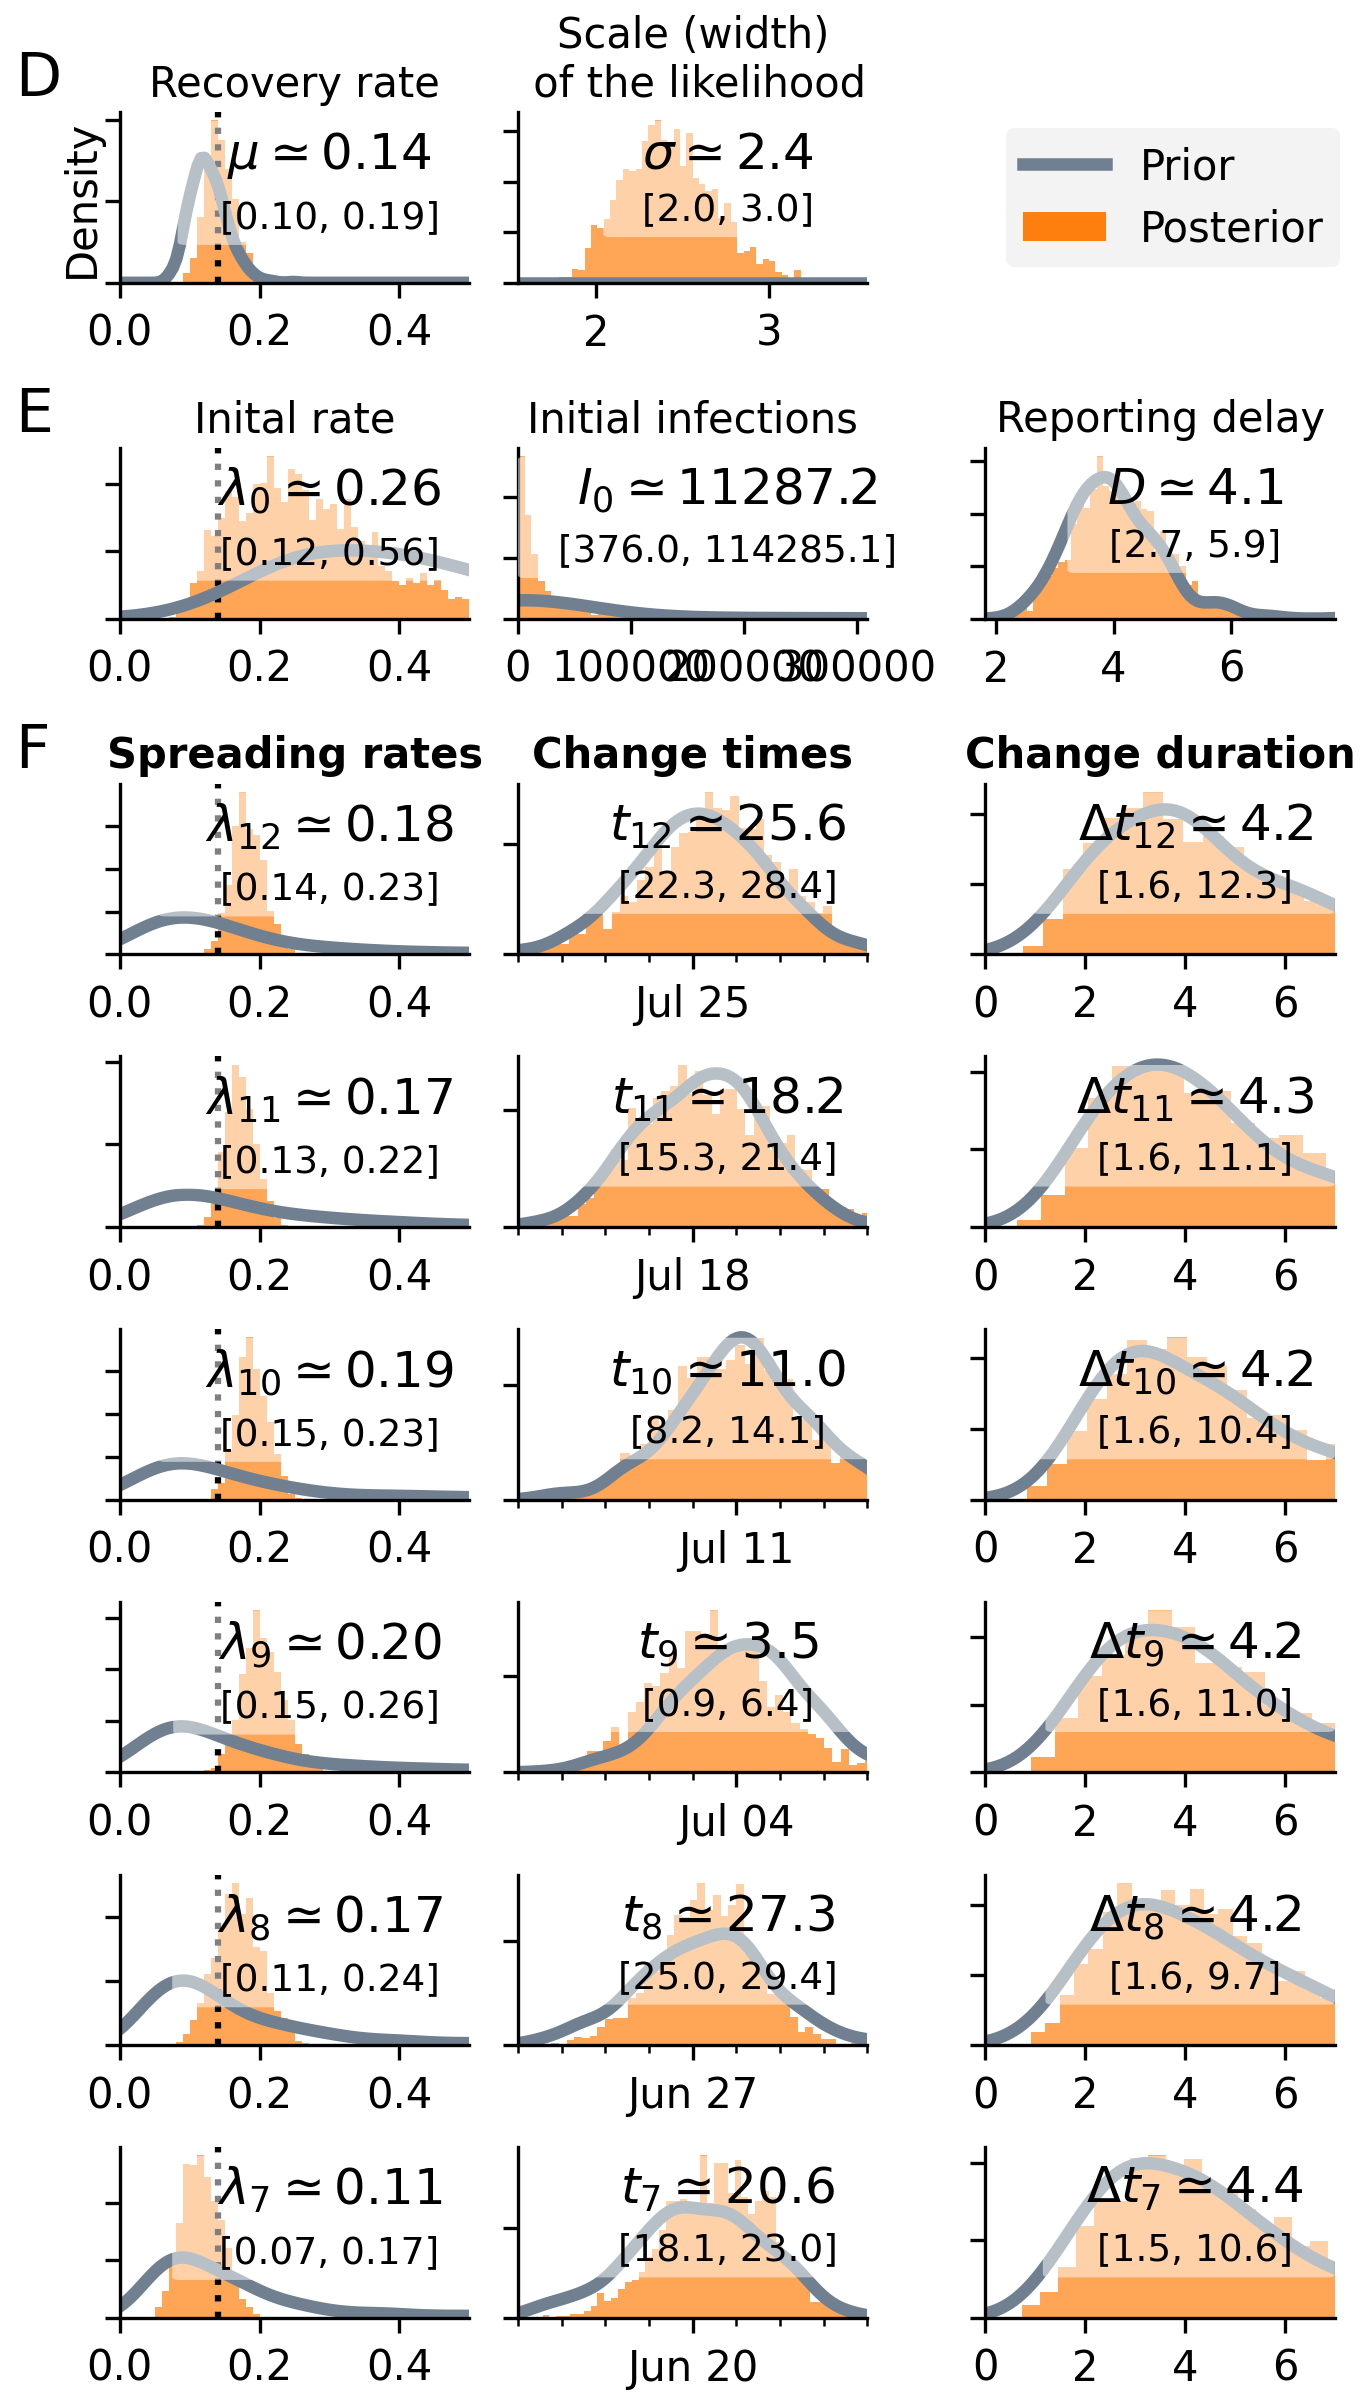 D
Recovery rate
Scale (width)
of the likelihood
Density
μ ≃ 0.14
[0.10, 0.19]
σ ≃ 2.4
[2.0, 3.0]
Prior
Posterior
0.0 0.2 0.4
2 3
E
Inital rate
Initial infections
Reporting delay
λ0 ≃ 0.26
[0.12, 0.56]
I0 ≃ 11287.2
[376.0, 114285.1]
D ≃ 4.1
[2.7, 5.9]
0.0 0.2 0.4
0 100000 200000 300000
2 4 6
F
Spreading rates
Change times
Change duration
λ12 ≃ 0.18
[0.14, 0.23]
t12 ≃ 25.6
[22.3, 28.4]
Δt12 ≃ 4.2
[1.6, 12.3]
0.0 0.2 0.4
Jul 25
0 2 4 6
λ11 ≃ 0.17
[0.13, 0.22]
t11 ≃ 18.2
[15.3, 21.4]
Δt11 ≃ 4.3
[1.6, 11.1]
0.0 0.2 0.4
Jul 18
0 2 4 6
λ10 ≃ 0.19
[0.15, 0.23]
t10 ≃ 11.0
[8.2, 14.1]
Δt10 ≃ 4.2
[1.6, 10.4]
0.0 0.2 0.4
Jul 11
0 2 4 6
λ9 ≃ 0.20
[0.15, 0.26]
t9 ≃ 3.5
[0.9, 6.4]
Δt9 ≃ 4.2
[1.6, 11.0]
0.0 0.2 0.4
Jul 04
0 2 4 6
λ8 ≃ 0.17
[0.11, 0.24]
t8 ≃ 27.3
[25.0, 29.4]
Δt8 ≃ 4.2
[1.6, 9.7]
0.0 0.2 0.4
Jun 27
0 2 4 6
λ7 ≃ 0.11
[0.07, 0.17]
t7 ≃ 20.6
[18.1, 23.0]
Δt7 ≃ 4.4
[1.5, 10.6]
0.0 0.2 0.4
Jun 20
0 2 4 6